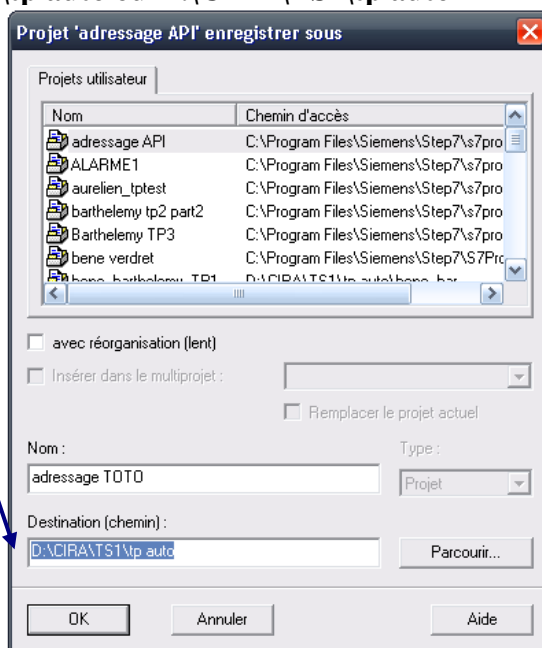 Projet 'adressage API' enregistrer sous
Projets utilisateur
Nom Chemin d'accès
adressage API C:\Program Files\Siemens\Step7\s7pro
ALARME1 C:\Program Files\Siemens\Step7\s7pro
aurelien_tptest C:\Program Files\Siemens\Step7\s7pro
barthelemy tp2 part2 C:\Program Files\Siemens\Step7\s7pro
Barthelemy TP3 C:\Program Files\Siemens\Step7\s7pro
bene verdret C:\Program Files\Siemens\Step7\S7Pro
avec réorganisation (lent)
Insérer dans le multiprojet :
Remplacer le projet actuel
Nom : Type :
adressage TOTO Projet
Destination (chemin) :
D:\CIRA\TS1\tp auto Parcourir...
OK Annuler Aide